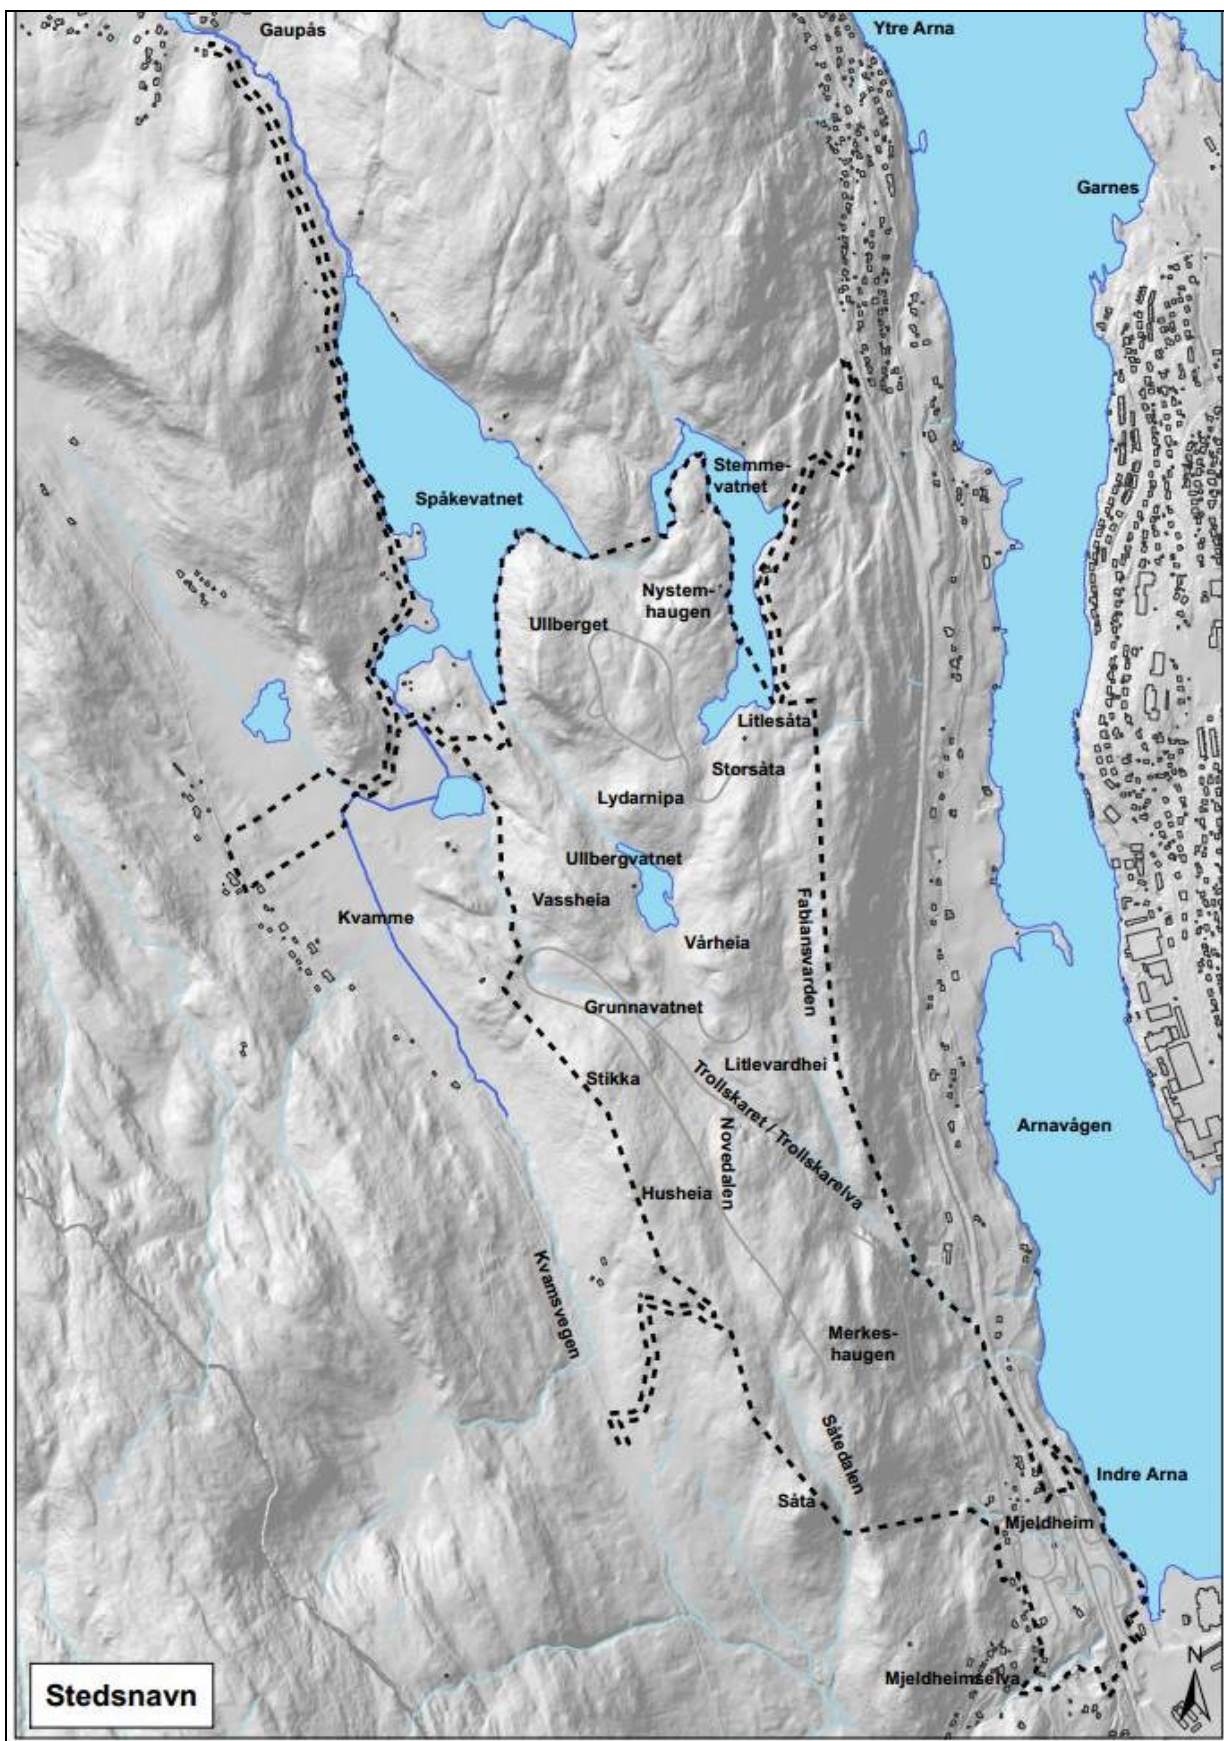 Gaupås
Ytre Arna
Garnes
Stemme-
vatnet
Spåkevatnet
Nystem-
haugen
Ullberget
Litlesåta
Storsåta
Lydarnipa
Ullbergvatnet
Vassheia
Fabiansvarden
Kvamme
Vårheia
Grunnavatnet
Litlevardhei
Stikka
Trollskaret / Trollskarelva
Novedalen
Arnavågen
Husheia
Kvamsvegen
Merkes-
haugen
Såtedalen
Indre Arna
Såta
Mjeldheim
Mjeldheimselva
N
Stedsnavn